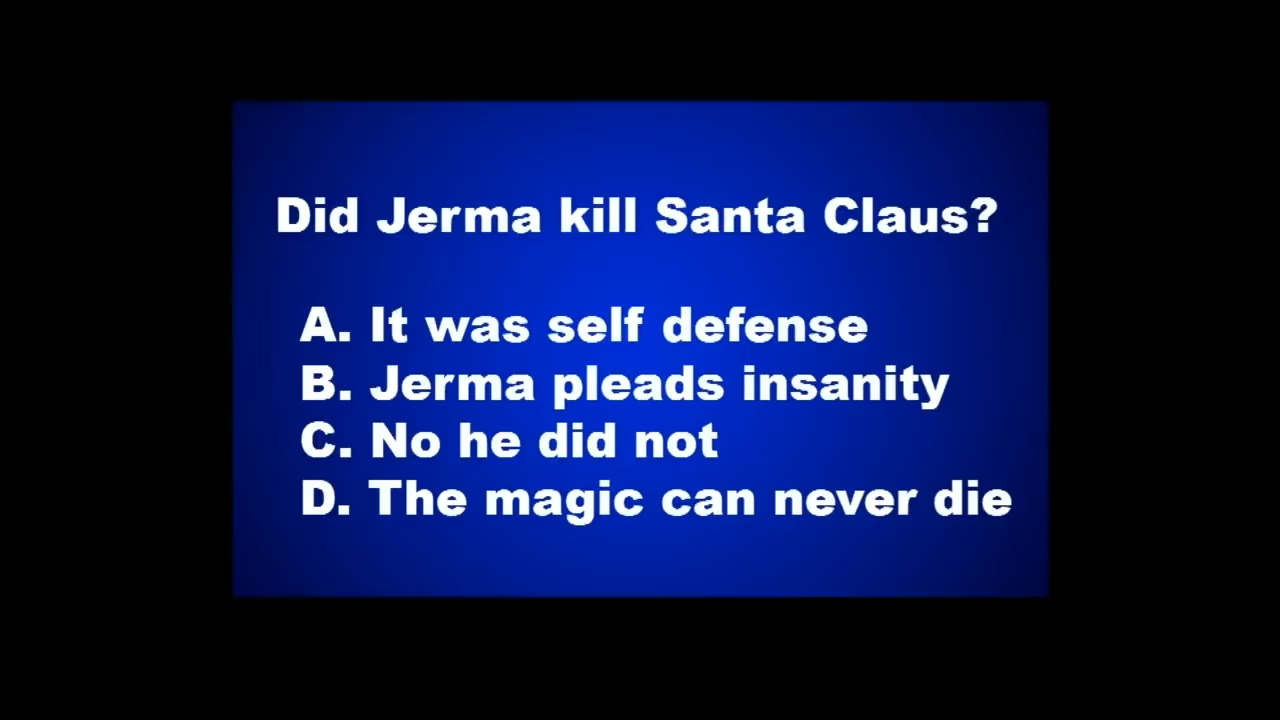 Did Jerma kill Santa Claus?
A. It was self defense
B. Jerma pleads insanity
C. No he did not
D. The magic can never die